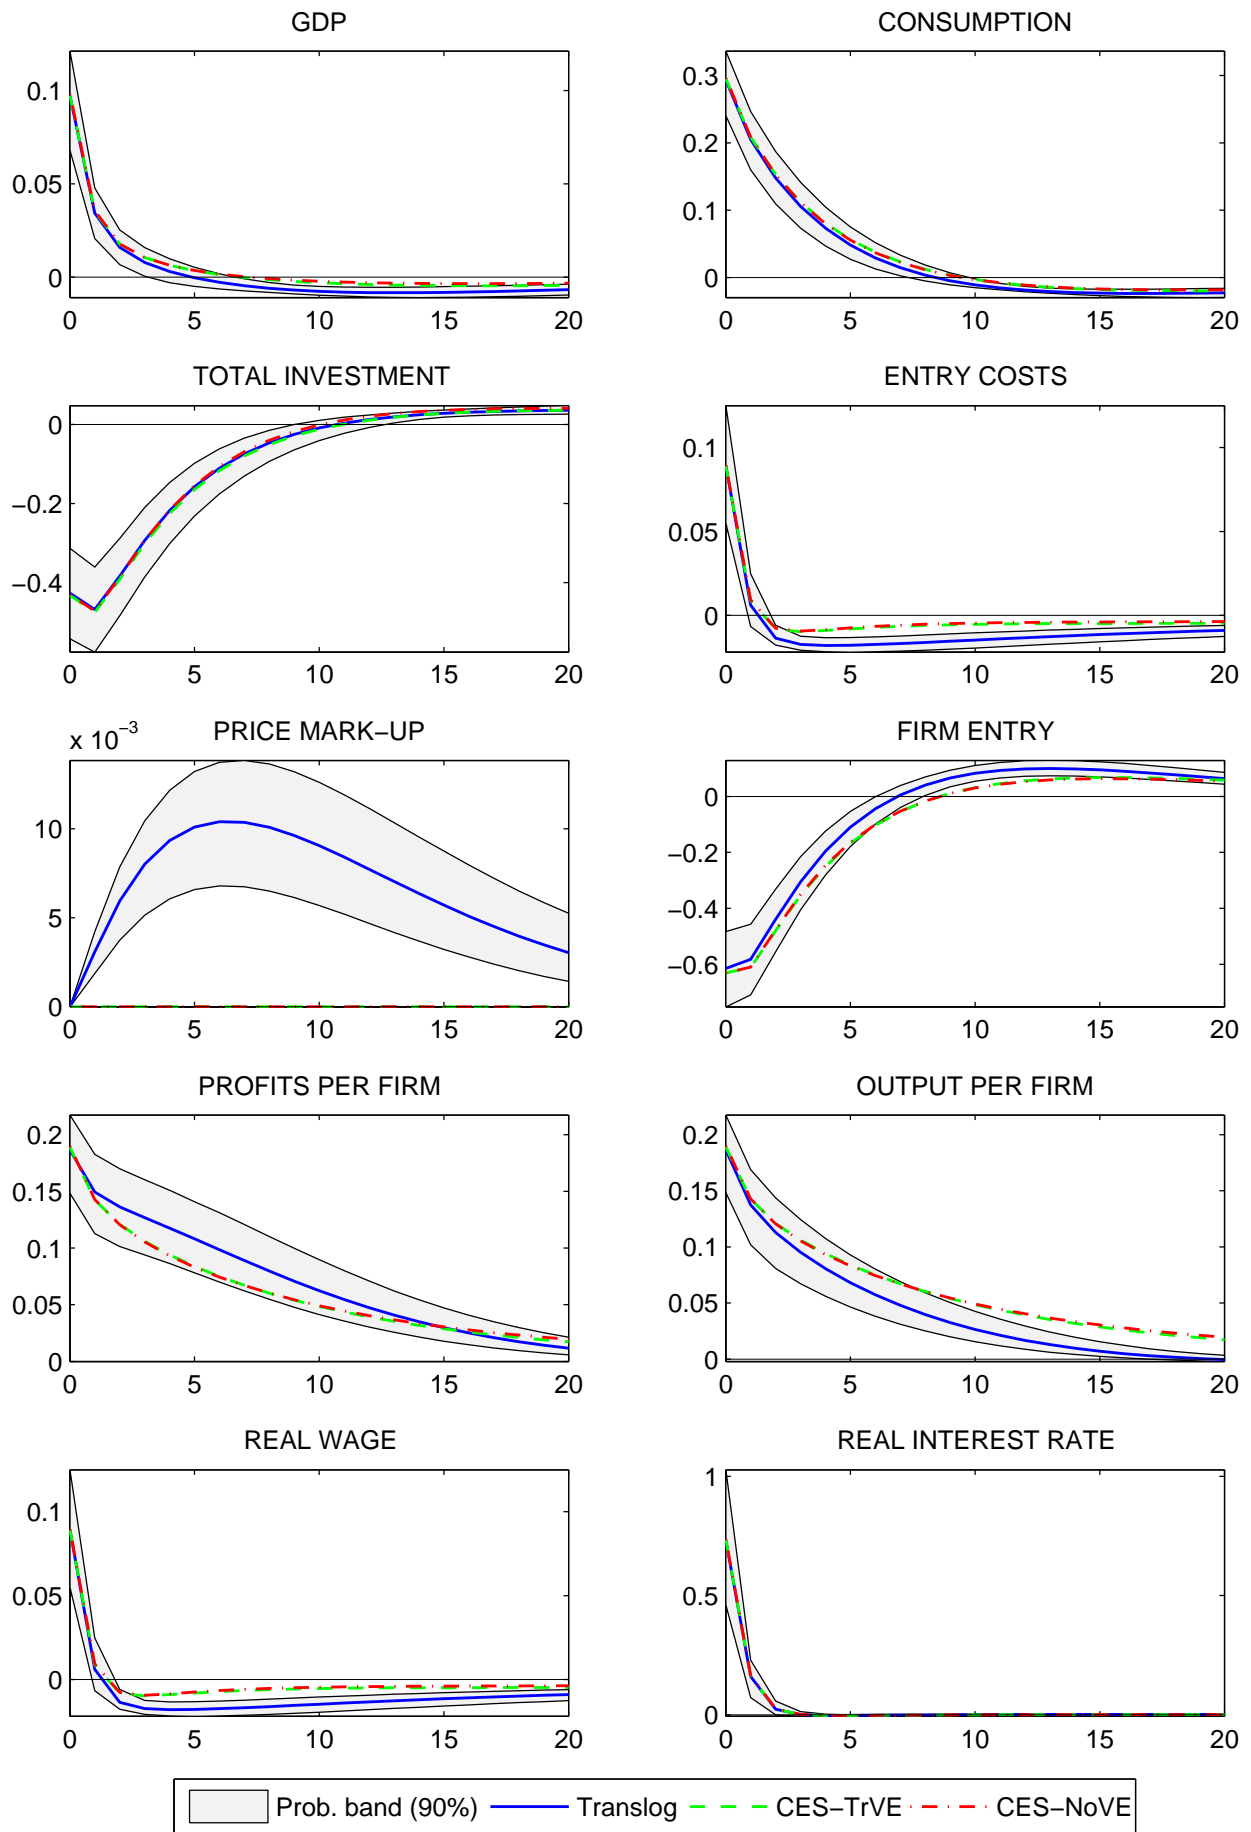 GDP
CONSUMPTION
0.1
0.05
0
0 5 10 15 20
0.3
0.2
0.1
0
0 5 10 15 20
TOTAL INVESTMENT
ENTRY COSTS
0
−0.2
−0.4
0 5 10 15 20
0.1
0.05
0
0 5 10 15 20
PRICE MARK−UP
FIRM ENTRY
x 10−3
10
5
0
0 5 10 15 20
0
−0.2
−0.4
−0.6
0 5 10 15 20
PROFITS PER FIRM
OUTPUT PER FIRM
0.2
0.15
0.1
0.05
0
0 5 10 15 20
0.2
0.15
0.1
0.05
0
0 5 10 15 20
REAL WAGE
REAL INTEREST RATE
0.1
0.05
0
0 5 10 15 20
1
0.5
0
0 5 10 15 20
Prob. band (90%) Translog CES−TrVE CES−NoVE